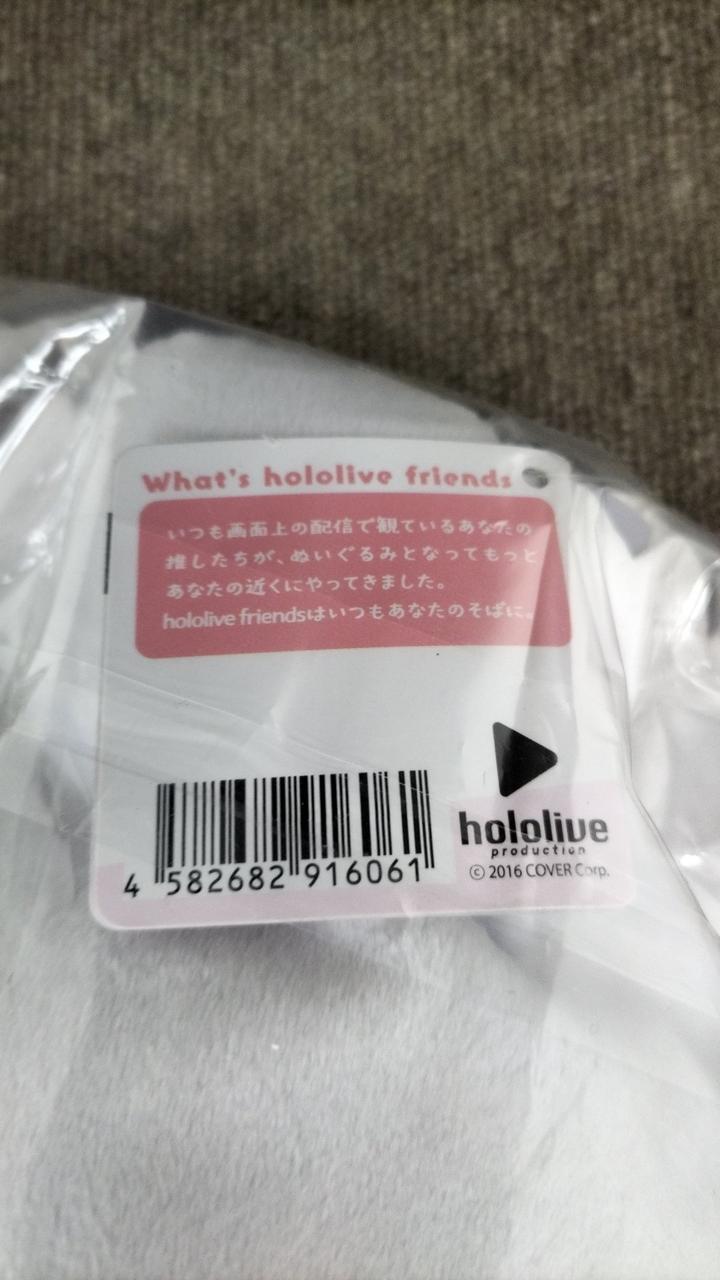 What's hololive friends
いつも画面上の配信で観ているあなたの
推したちが、ぬいぐるみとなってもっと
あなたの近くにやってきました。
hololive friendsはいつもあなたのそばに。
4 582682 916061
hololive
production
© 2016 COVER Corp.